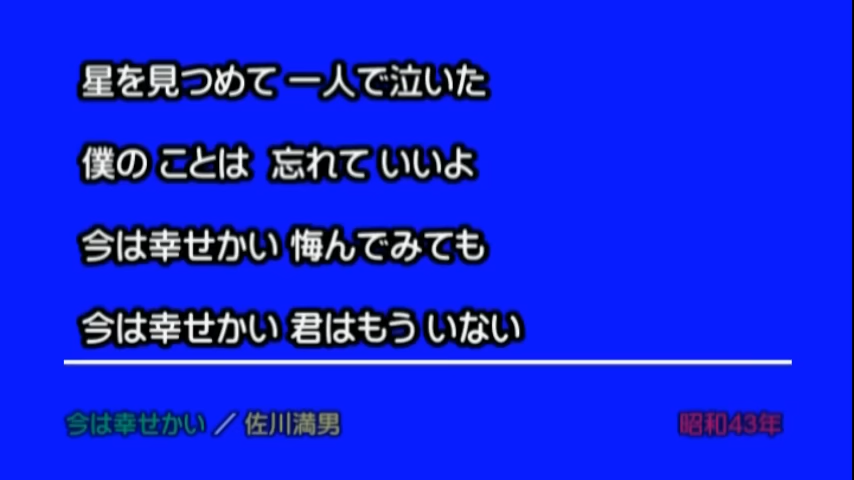 星を見つめて 一人で泣いた
僕の ことは 忘れて いいよ
今は幸せかい 悔んでみても
今は幸せかい 君はもう いない
今は幸せかい ／ 佐川満男 昭和43年